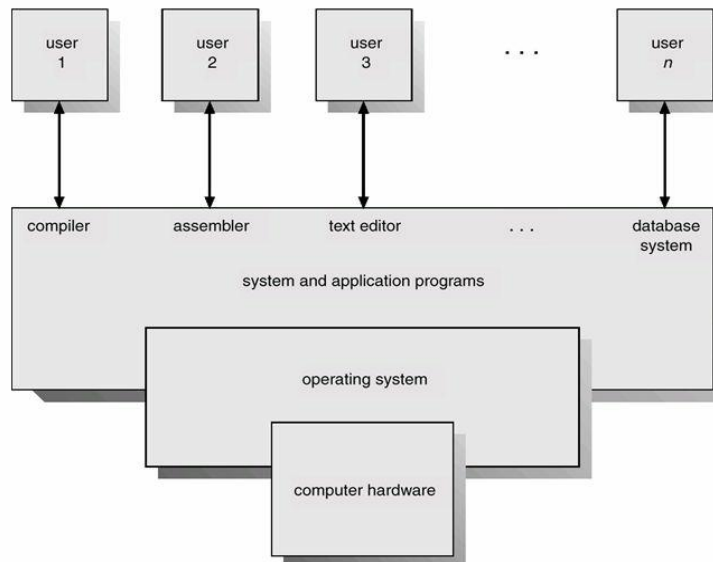 user
1
user
2
user
3
. . .
user
n
compiler
assembler
text editor
. . .
database
system
system and application programs
operating system
computer hardware